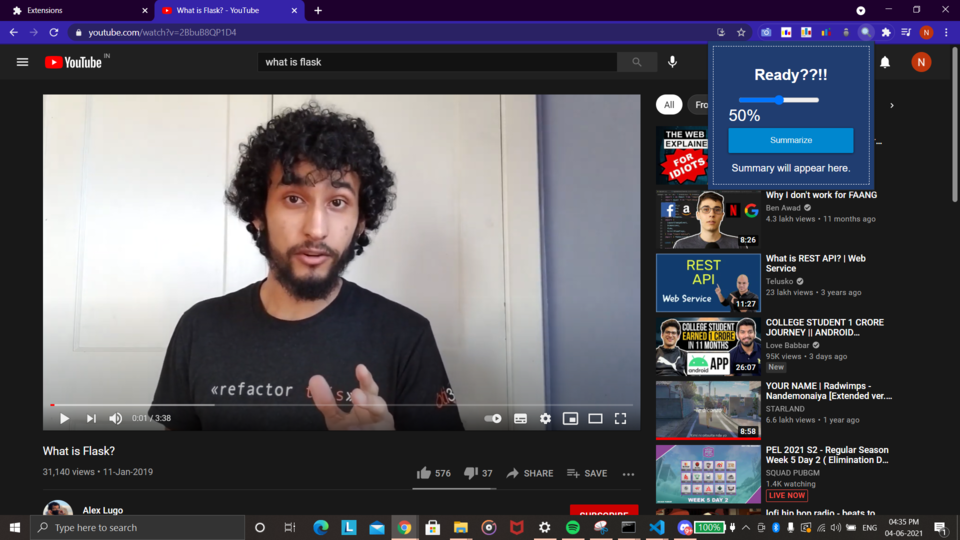 Extensions
What is Flask? - YouTube
youtube.com/watch?v=2BbuB8QP1D4
N
YouTube IN
what is flask
N
Ready??!!
50%
Summarize
Summary will appear here.
All
Fro
THE WEB
EXPLAINE
FOR
IDIOTS
Why I don't work for FAANG
Ben Awad
4.3 lakh views • 11 months ago
8:26
REST
API
Web Service
11:27
What is REST API? | Web
Service
Telusko
23 lakh views • 3 years ago
COLLEGE STUDENT
EARNED 1 CRORE
IN 11 MONTHS
android
APP
26:07
COLLEGE STUDENT 1 CRORE
JOURNEY || ANDROID...
Love Babbar
95K views • 3 days ago
New
8:58
YOUR NAME | Radwimps -
Nandemonaiya [Extended ver....
STARLAND
6.6 lakh views • 1 year ago
WEEK 5 DAY 2
PEL 2021 S2 - Regular Season
Week 5 Day 2 ( Elimination D...
SQUAD PUBGM
1.4K watching
LIVE NOW
lofi hip hop radio - beats to
«refactor
0:01 / 3:38
What is Flask?
31,140 views • 11-Jan-2019
576
37
SHARE
SAVE
Alex Lugo
SUBSCRIBE
Type here to search
100%
ENG
04:35 PM
04-06-2021
1